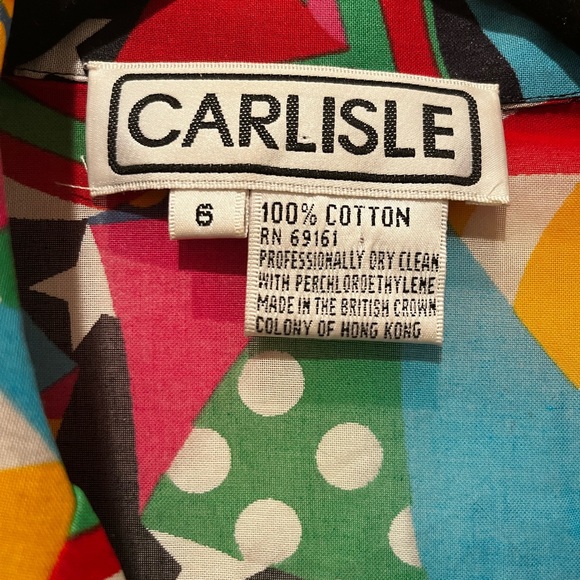 CARLISLE
6
100% COTTON
RN 69161
PROFESSIONALLY DRY CLEAN
WITH PERCHLOROETHYLENE
MADE IN THE BRITISH CROWN
COLONY OF HONG KONG